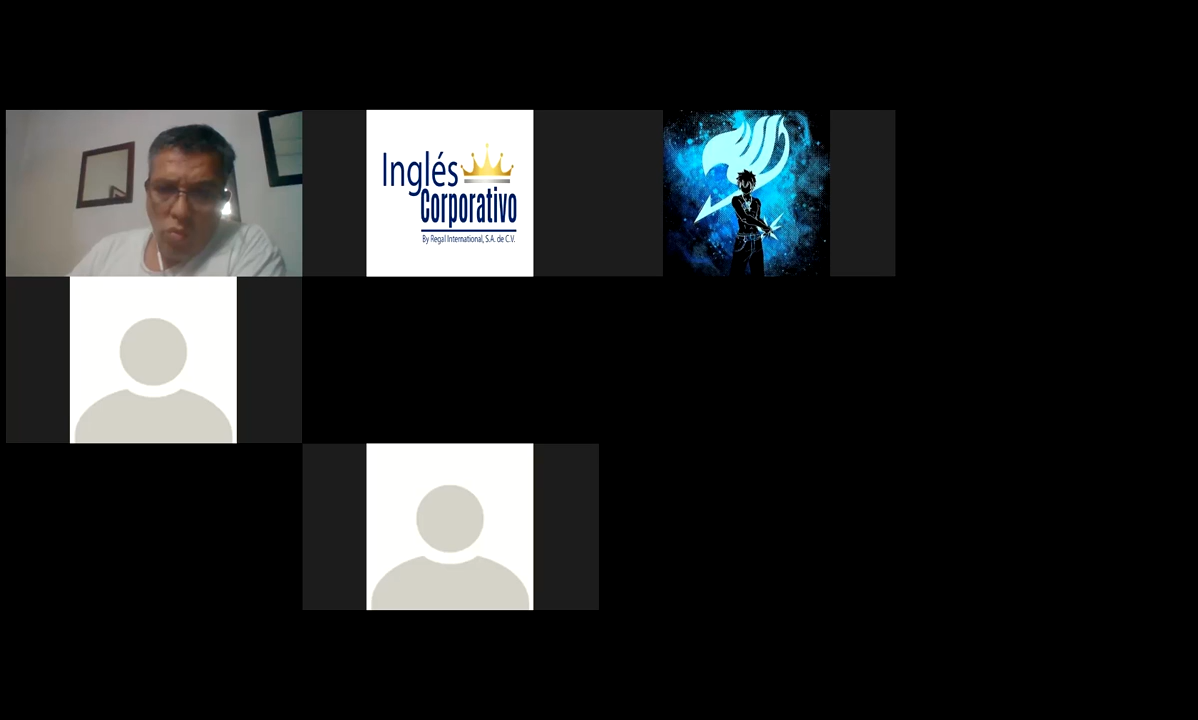 Inglés
Corporativo
By Regal International, S.A. de C.V.